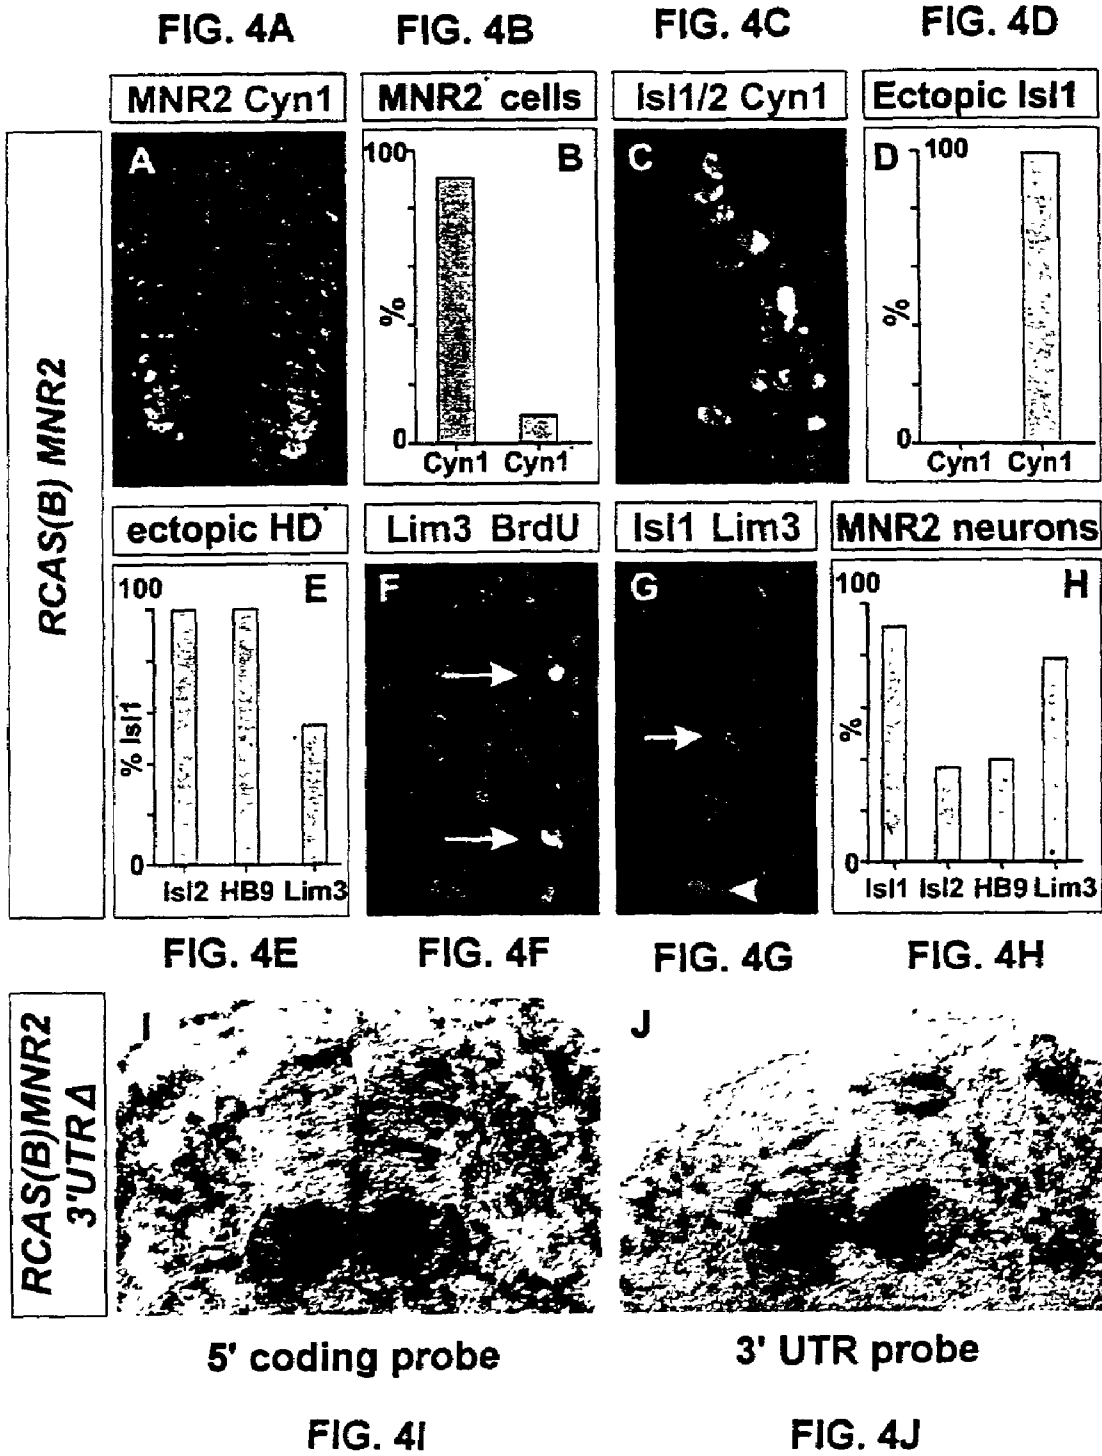 FIG. 4A
FIG. 4B
FIG. 4C
FIG. 4D
MNR2 Cyn1
MNR2 cells
Isl1/2 Cyn1
Ectopic Isl1
RCAS(B) MNR2
A
100
B
%
0
Cyn1 Cyn1
C
D
100
%
0
Cyn1 Cyn1
ectopic HD
Lim3 BrdU
Isl1 Lim3
MNR2 neurons
100
E
% Isl1
0
Isl2 HB9 Lim3
F
G
100
H
%
0
Isl1 Isl2 HB9 Lim3
FIG. 4E
FIG. 4F
FIG. 4G
FIG. 4H
RCAS(B)MNR2
3'UTR Δ
I
J
5' coding probe
3' UTR probe
FIG. 4I
FIG. 4J